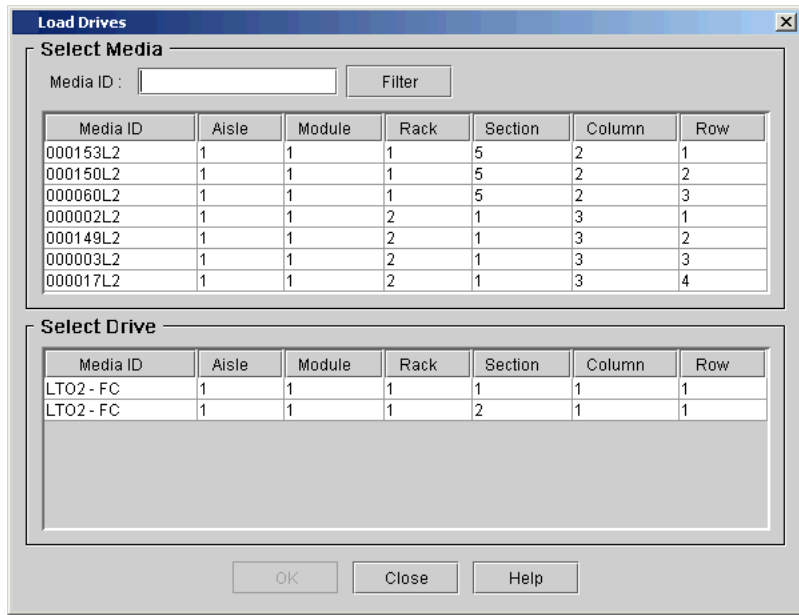 Load Drives
Select Media
Media ID : Filter
Media ID Aisle Module Rack Section Column Row
000153L2 1 1 1 5 2 1
000150L2 1 1 1 5 2 2
000060L2 1 1 1 5 2 3
000002L2 1 1 2 1 3 1
000149L2 1 1 2 1 3 2
000003L2 1 1 2 1 3 3
000017L2 1 1 2 1 3 4
Select Drive
Media ID Aisle Module Rack Section Column Row
LTO2 - FC 1 1 1 1 1 1
LTO2 - FC 1 1 1 2 1 1
OK Close Help